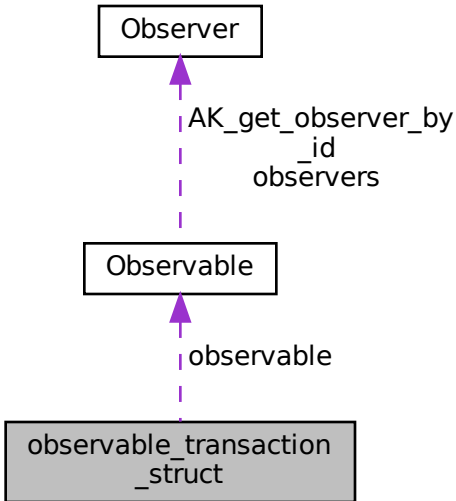 Observer
AK_get_observer_by
_id
observers
Observable
observable
observable_transaction
_struct